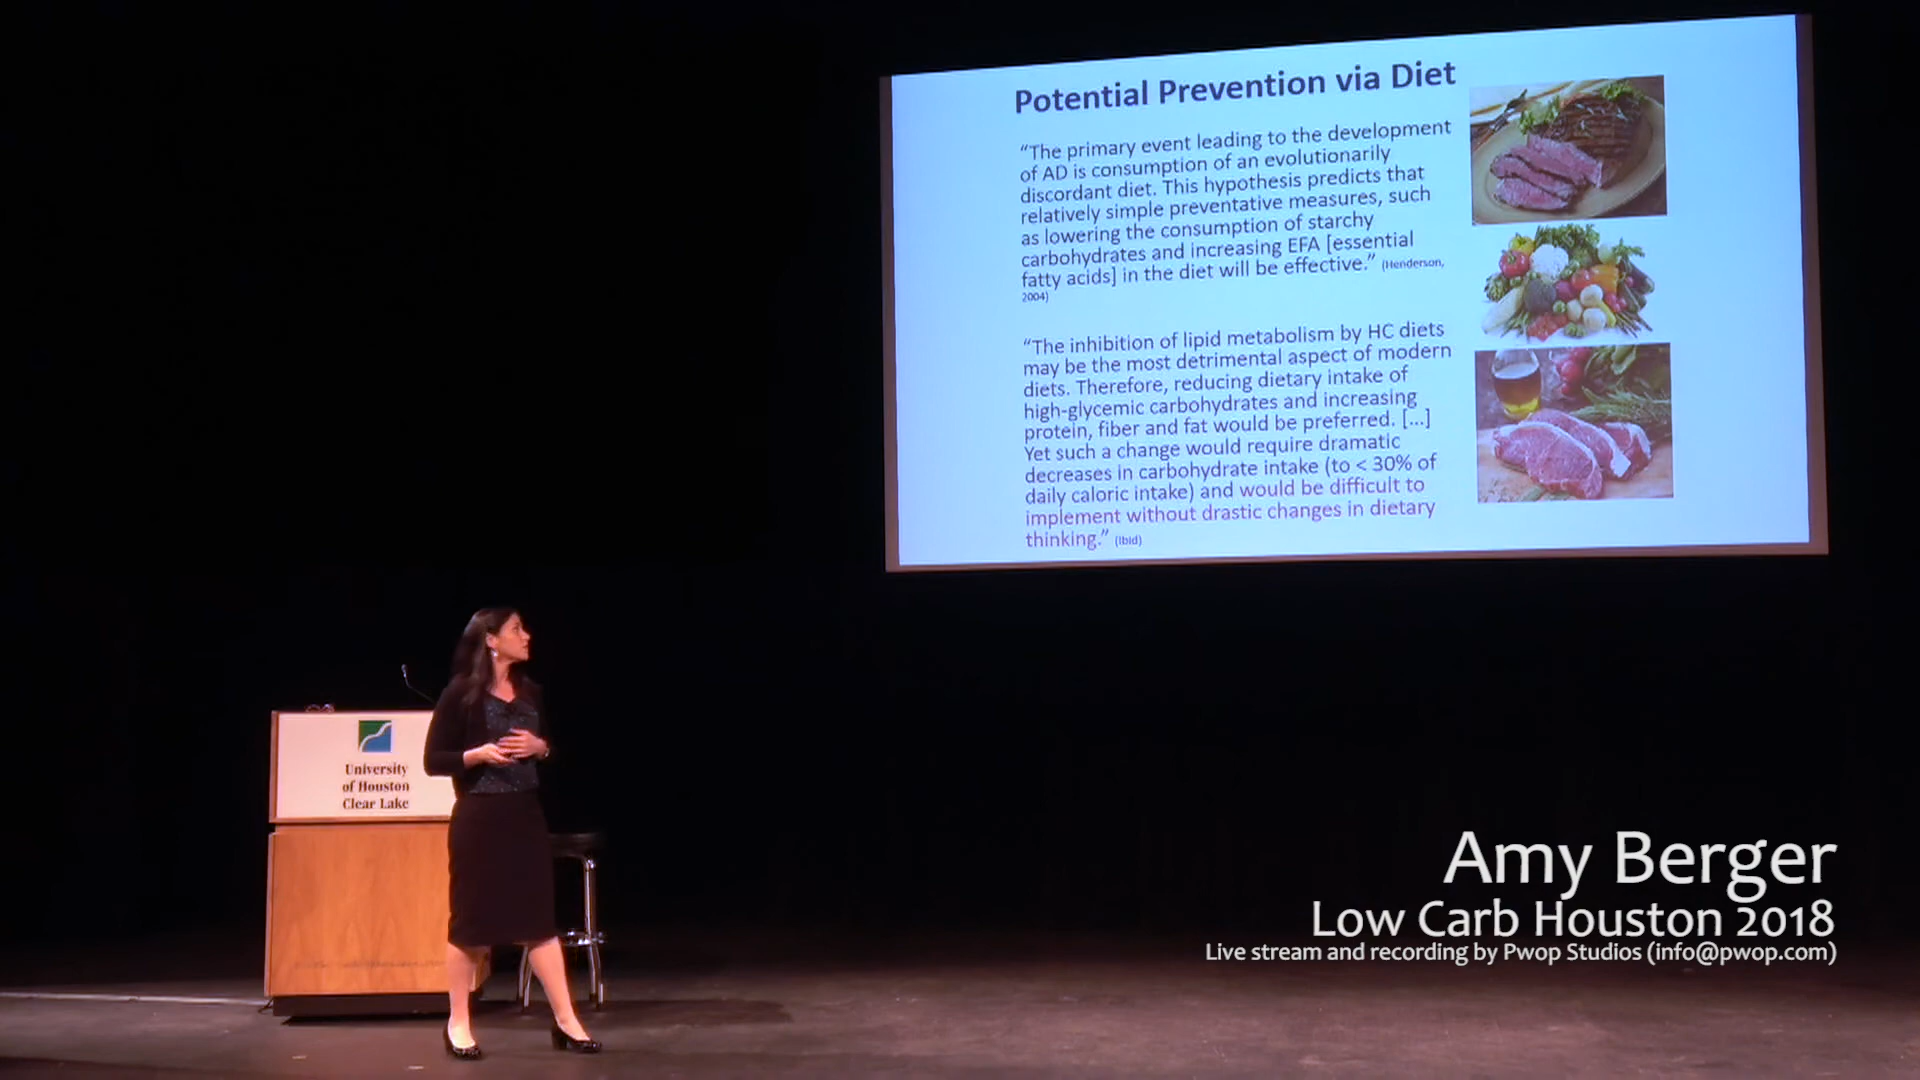 Potential Prevention via Diet
“The primary event leading to the development
of AD is consumption of an evolutionarily
discordant diet. This hypothesis predicts that
relatively simple preventative measures, such
as lowering the consumption of starchy
carbohydrates and increasing EFA [essential
fatty acids] in the diet will be effective.” (Henderson,
2004)
“The inhibition of lipid metabolism by HC diets
may be the most detrimental aspect of modern
diets. Therefore, reducing dietary intake of
high-glycemic carbohydrates and increasing
protein, fiber and fat would be preferred. [...]
Yet such a change would require dramatic
decreases in carbohydrate intake (to < 30% of
daily caloric intake) and would be difficult to
implement without drastic changes in dietary
thinking.” (Ibid)
University
of Houston
Clear Lake
Amy Berger
Low Carb Houston 2018
Live stream and recording by Pwop Studios (info@pwop.com)